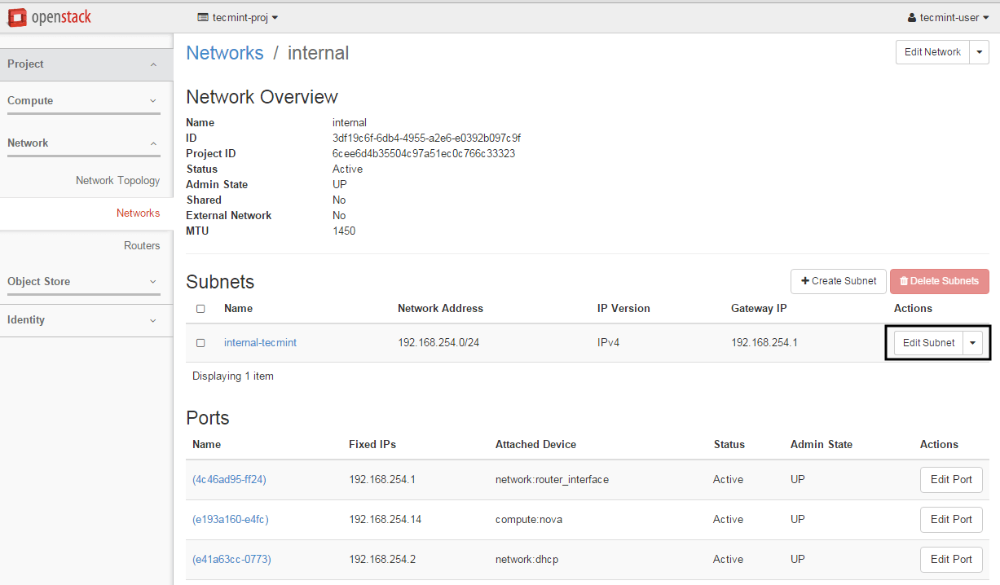 openstack tecmint-proj tecmint-user
Project
Compute
Network
Network Topology
Networks
Routers
Object Store
Identity
Networks / internal Edit Network
Network Overview
Name internal
ID 3df19c6f-6db4-4955-a2e6-e0392b097c9f
Project ID 6cee6d4b35504c97a51ec0c766c33323
Status Active
Admin State UP
Shared No
External Network No
MTU 1450
Subnets Create Subnet Delete Subnets
Name Network Address IP Version Gateway IP Actions
internal-tecmint 192.168.254.0/24 IPv4 192.168.254.1 Edit Subnet
Displaying 1 item
Ports
Name Fixed IPs Attached Device Status Admin State Actions
(4c46ad95-ff24) 192.168.254.1 network:router_interface Active UP Edit Port
(e193a160-e4fc) 192.168.254.14 compute:nova Active UP Edit Port
(e41a63cc-0773) 192.168.254.2 network:dhcp Active UP Edit Port